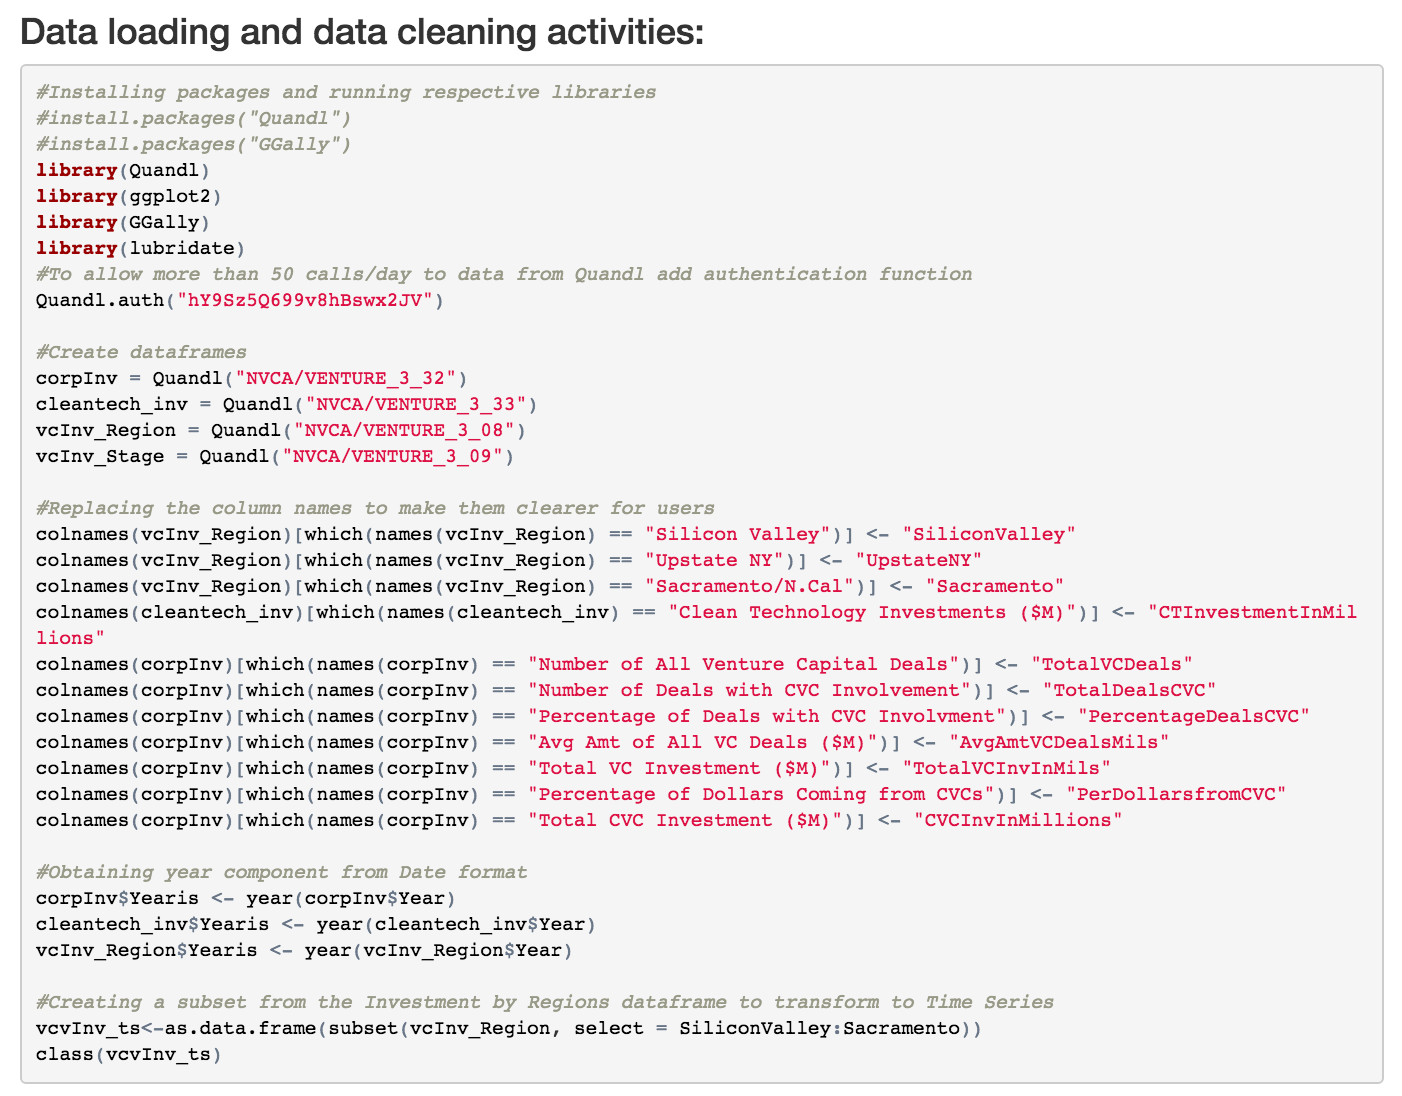 Data loading and data cleaning activities:
#Installing packages and running respective libraries
#install.packages("Quandl")
#install.packages("GGally")
library(Quandl)
library(ggplot2)
library(GGally)
library(lubridate)
#To allow more than 50 calls/day to data from Quandl add authentication function
Quandl.auth("hY9Sz5Q699v8hBswx2JV")
#Create dataframes
corpInv = Quandl("NVCA/VENTURE_3_32")
cleantech_inv = Quandl("NVCA/VENTURE_3_33")
vcInv_Region = Quandl("NVCA/VENTURE_3_08")
vcInv_Stage = Quandl("NVCA/VENTURE_3_09")
#Replacing the column names to make them clearer for users
colnames(vcInv_Region)[which(names(vcInv_Region) == "Silicon Valley")] <- "SiliconValley"
colnames(vcInv_Region)[which(names(vcInv_Region) == "Upstate NY")] <- "UpstateNY"
colnames(vcInv_Region)[which(names(vcInv_Region) == "Sacramento/N.Cal")] <- "Sacramento"
colnames(cleantech_inv)[which(names(cleantech_inv) == "Clean Technology Investments ($M)")] <- "CTInvestmentInMil
lions"
colnames(corpInv)[which(names(corpInv) == "Number of All Venture Capital Deals")] <- "TotalVCDeals"
colnames(corpInv)[which(names(corpInv) == "Number of Deals with CVC Involvement")] <- "TotalDealsCVC"
colnames(corpInv)[which(names(corpInv) == "Percentage of Deals with CVC Involvment")] <- "PercentageDealsCVC"
colnames(corpInv)[which(names(corpInv) == "Avg Amt of All VC Deals ($M)")] <- "AvgAmtVCDealsMils"
colnames(corpInv)[which(names(corpInv) == "Total VC Investment ($M)")] <- "TotalVCInvInMils"
colnames(corpInv)[which(names(corpInv) == "Percentage of Dollars Coming from CVCs")] <- "PerDollarsfromCVC"
colnames(corpInv)[which(names(corpInv) == "Total CVC Investment ($M)")] <- "CVCInvInMillions"
#Obtaining year component from Date format
corpInv$Yearis <- year(corpInv$Year)
cleantech_inv$Yearis <- year(cleantech_inv$Year)
vcInv_Region$Yearis <- year(vcInv_Region$Year)
#Creating a subset from the Investment by Regions dataframe to transform to Time Series
vcvInv_ts<-as.data.frame(subset(vcInv_Region, select = SiliconValley:Sacramento))
class(vcvInv_ts)